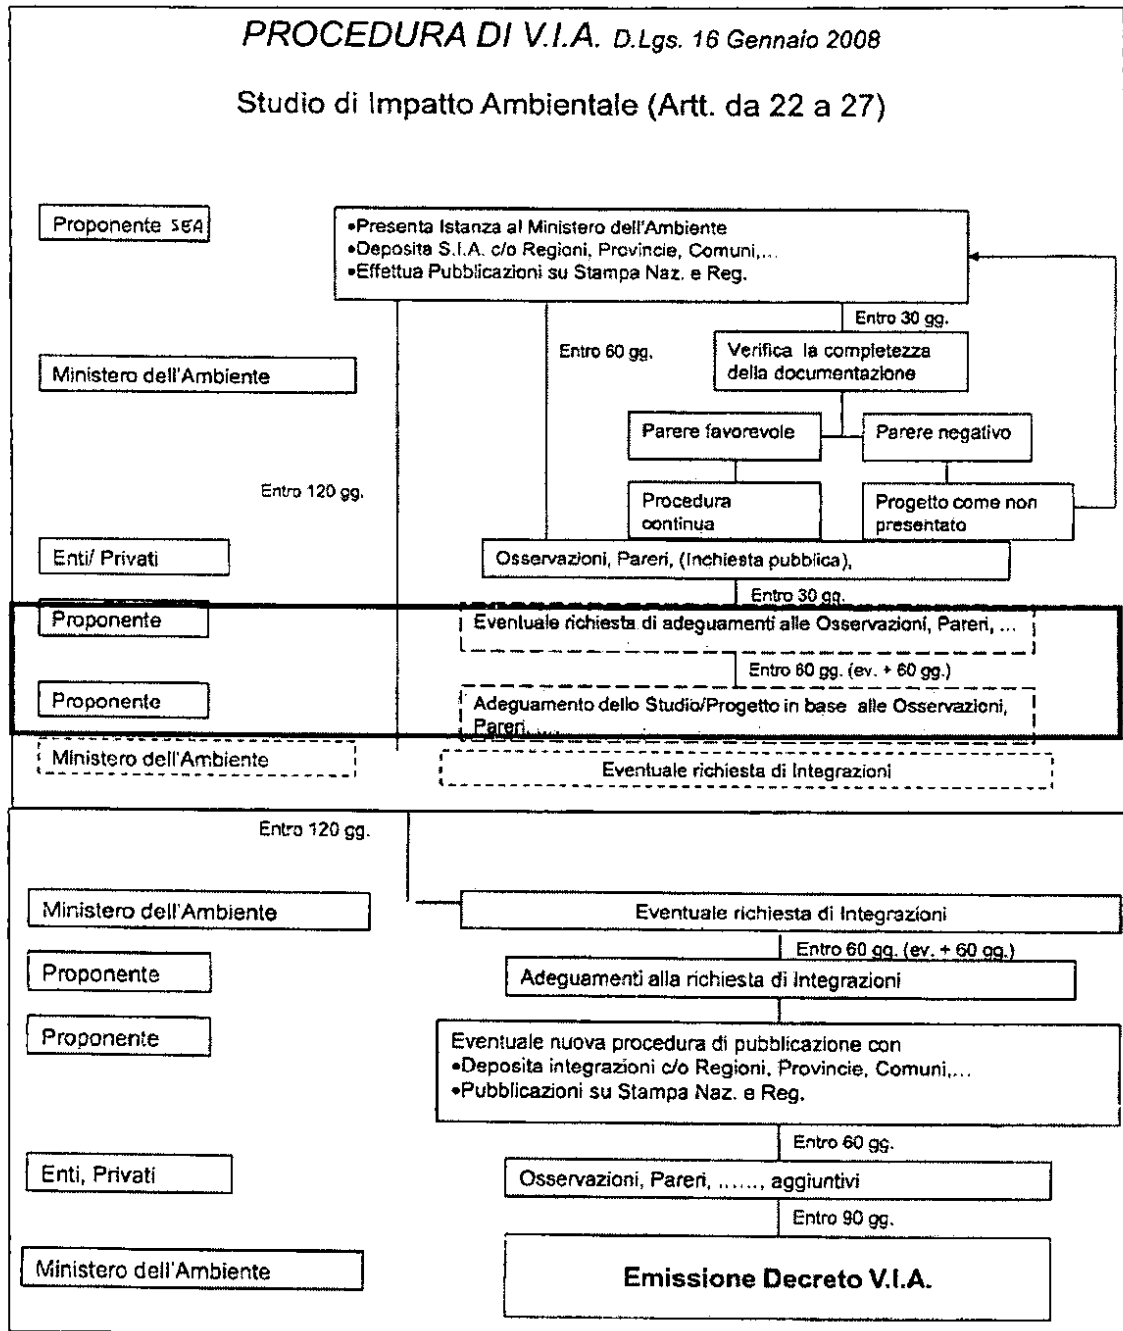 PROCEDURA DI V.I.A. D.Lgs. 16 Gennaio 2008
Studio di Impatto Ambientale (Artt. da 22 a 27)
Proponente SEA
•Presenta Istanza al Ministero dell'Ambiente
•Deposita S.I.A. c/o Regioni, Provincie, Comuni,...
•Effettua Pubblicazioni su Stampa Naz. e Reg.
Entro 30 gg.
Entro 60 gg.
Verifica la completezza
della documentazione
Ministero dell'Ambiente
Parere favorevole
Parere negativo
Entro 120 gg.
Procedura
continua
Progetto come non
presentato
Enti/ Privati
Osservazioni, Pareri, (Inchiesta pubblica),
Entro 30 gg.
Proponente
Eventuale richiesta di adeguamenti alle Osservazioni, Pareri, ...
Entro 60 gg. (ev. + 60 gg.)
Proponente
Adeguamento dello Studio/Progetto in base alle Osservazioni,
Pareri, ....
Ministero dell'Ambiente
Eventuale richiesta di Integrazioni
Entro 120 gg.
Ministero dell'Ambiente
Eventuale richiesta di Integrazioni
Entro 60 gg. (ev. + 60 gg.)
Proponente
Adeguamenti alla richiesta di Integrazioni
Proponente
Eventuale nuova procedura di pubblicazione con
•Deposita integrazioni c/o Regioni, Provincie, Comuni,...
•Pubblicazioni su Stampa Naz. e Reg.
Entro 60 gg.
Enti, Privati
Osservazioni, Pareri, ......, aggiuntivi
Entro 90 gg.
Ministero dell'Ambiente
Emissione Decreto V.I.A.